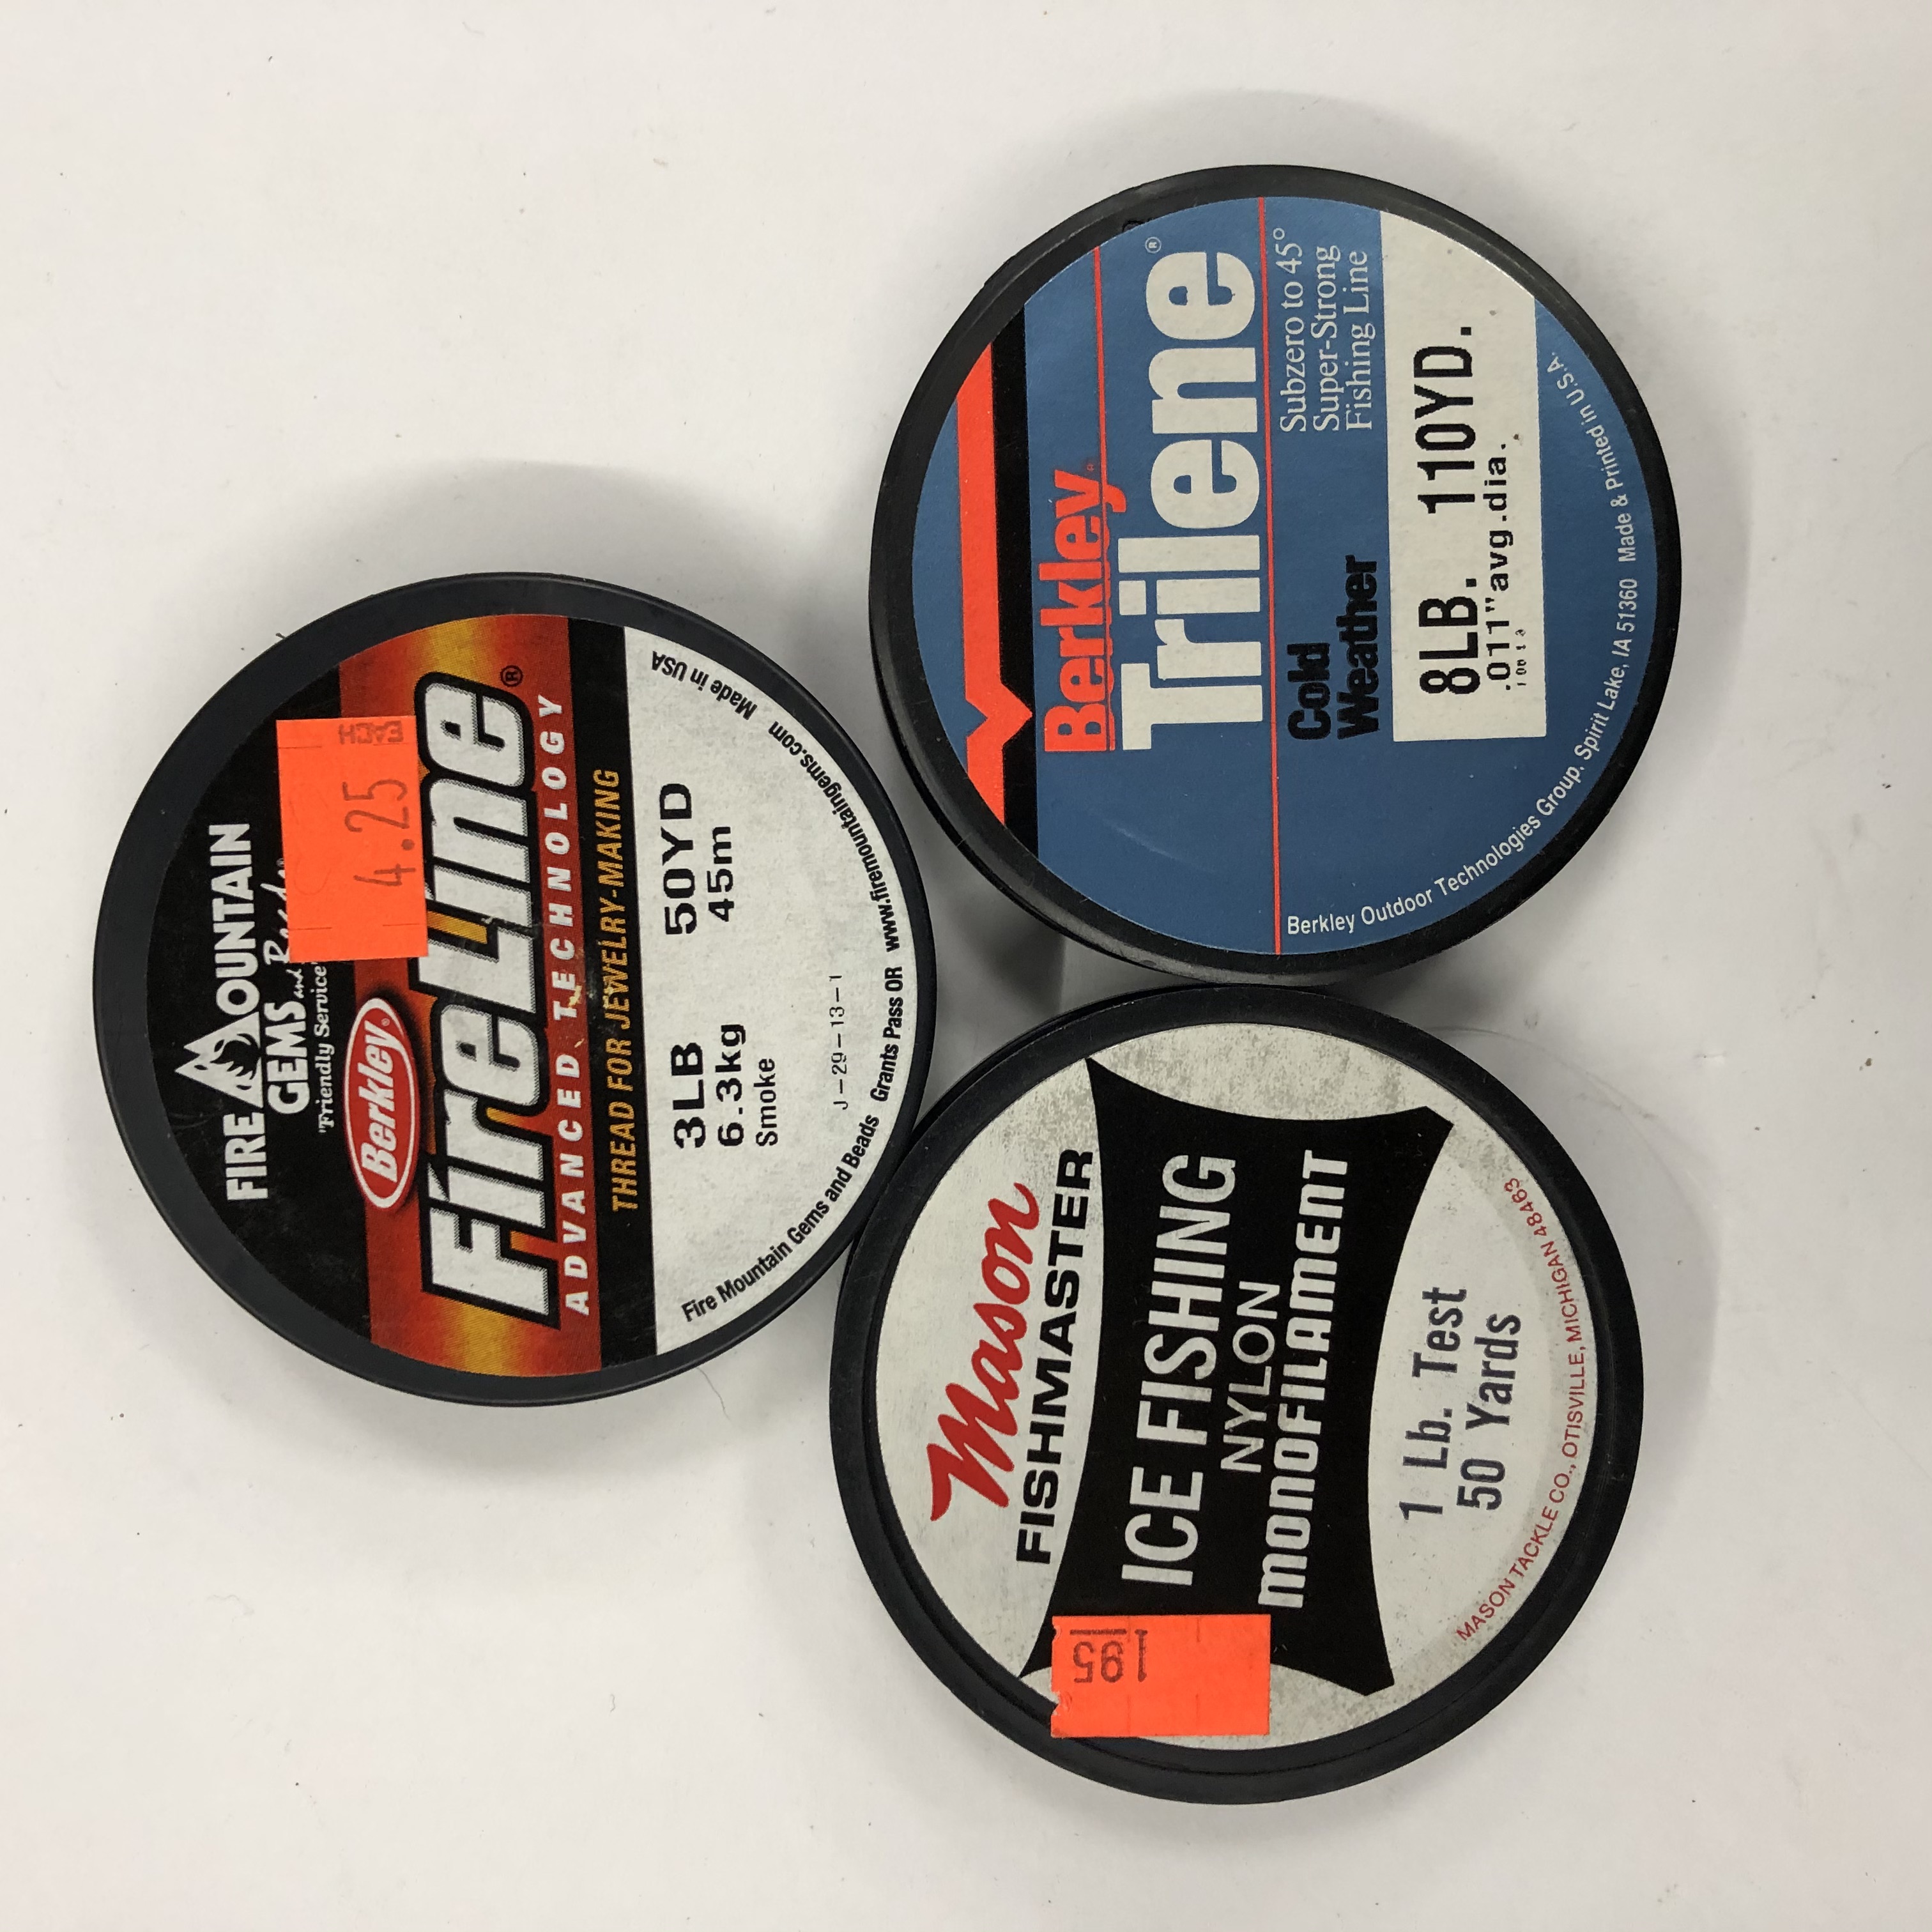 FIRE MOUNTAIN
GEMS and Beads®
"Friendly Service"
4.25 EACH
Berkley®
FireLine®
ADVANCED TECHNOLOGY
THREAD FOR JEWELRY-MAKING
3LB 50YD
6.3kg 45m
Smoke
J-29-13-1
Fire Mountain Gems and Beads Grants Pass OR www.firemountaingems.com Made in USA
Mason
FISHMASTER
195
ICE FISHING
NYLON
MONOFILAMENT
1 Lb. Test
50 Yards
MASON TACKLE CO., OTISVILLE, MICHIGAN 48463
Berkley®
Trilene®
Cold
Weather
Subzero to 45°
Super-Strong
Fishing Line
8LB. 110YD.
.011"avg.dia.
Berkley Outdoor Technologies Group, Spirit Lake, IA 51360 Made & Printed in U.S.A.